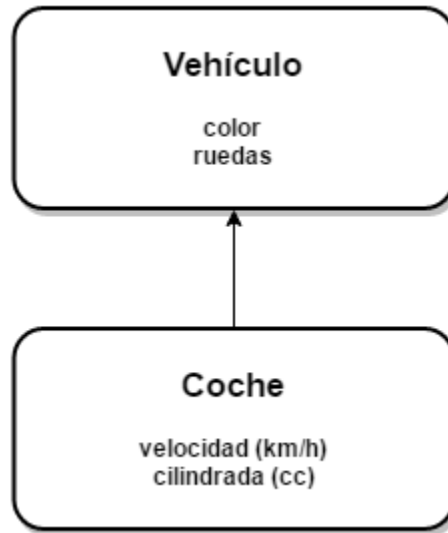 Vehículo
color
ruedas
Coche
velocidad (km/h)
cilindrada (cc)